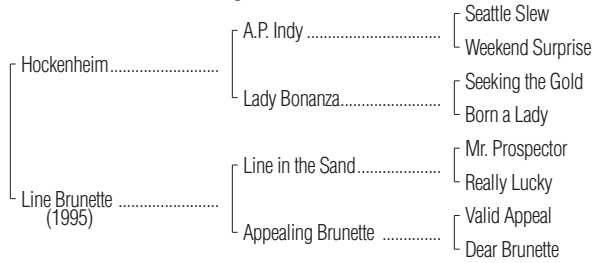 Seattle Slew
A.P. Indy ........................
Weekend Surprise
Hockenheim........................
Seeking the Gold
Lady Bonanza......................
Born a Lady
Mr. Prospector
Line in the Sand...................
Really Lucky
Line Brunette ......................
(1995)
Valid Appeal
Appealing Brunette .............
Dear Brunette